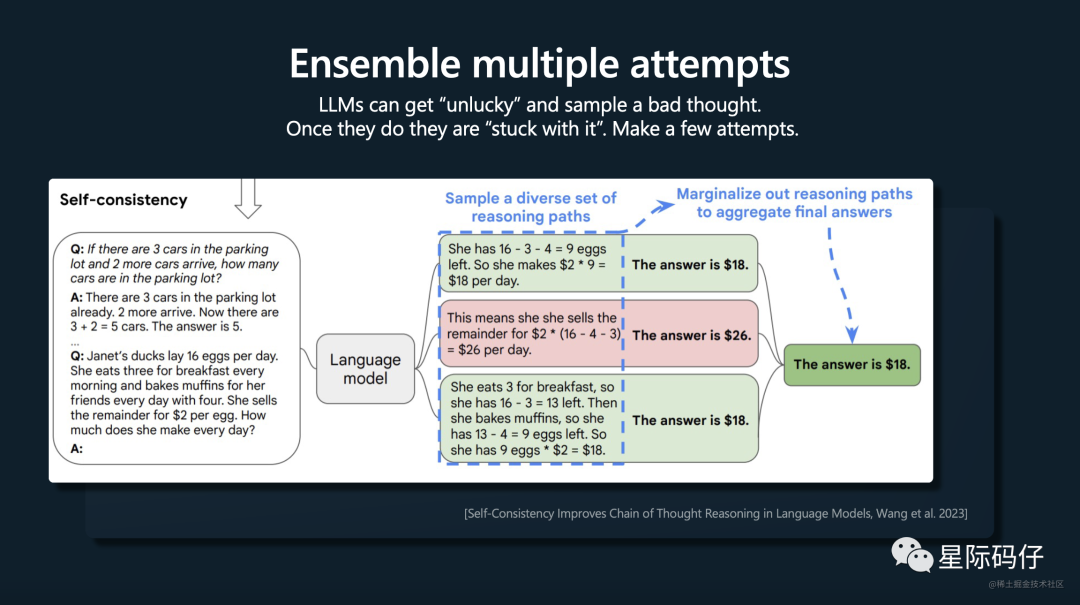 Ensemble multiple attempts
LLMs can get “unlucky” and sample a bad thought.
Once they do they are “stuck with it”. Make a few attempts.
Self-consistency
Q: If there are 3 cars in the parking
lot and 2 more cars arrive, how many
cars are in the parking lot?
A: There are 3 cars in the parking lot
already. 2 more arrive. Now there are
3 + 2 = 5 cars. The answer is 5.
...
Q: Janet’s ducks lay 16 eggs per day.
She eats three for breakfast every
morning and bakes muffins for her
friends every day with four. She sells
the remainder for $2 per egg. How
much does she make every day?
A:
Language
model
Sample a diverse set of
reasoning paths
She has 16 - 3 - 4 = 9 eggs
left. So she makes $2 * 9 =
$18 per day.
The answer is $18.
This means she she sells the
remainder for $2 * (16 - 4 - 3)
= $26 per day.
The answer is $26.
She eats 3 for breakfast, so
she has 16 - 3 = 13 left. Then
she bakes muffins, so she
has 13 - 4 = 9 eggs left. So
she has 9 eggs * $2 = $18.
The answer is $18.
Marginalize out reasoning paths
to aggregate final answers
The answer is $18.
[Self-Consistency Improves Chain of Thought Reasoning in Language Models, Wang et al. 2023]
星际码仔
@稀土掘金技术社区